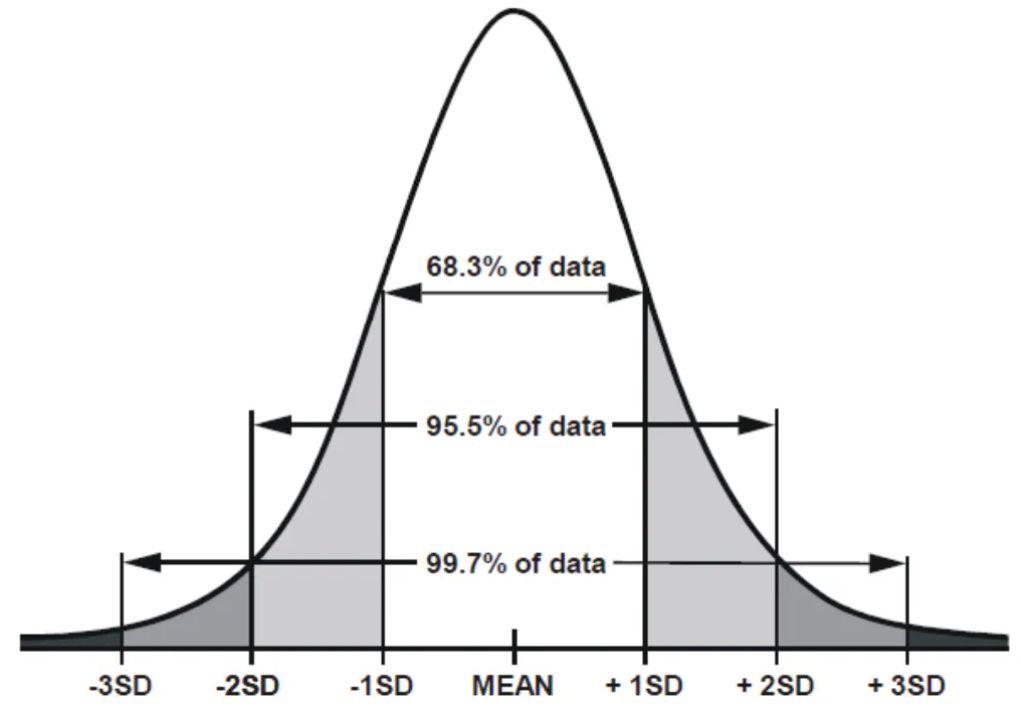 68.3% of data
95.5% of data
99.7% of data
-3SD -2SD -1SD MEAN + 1SD + 2SD + 3SD